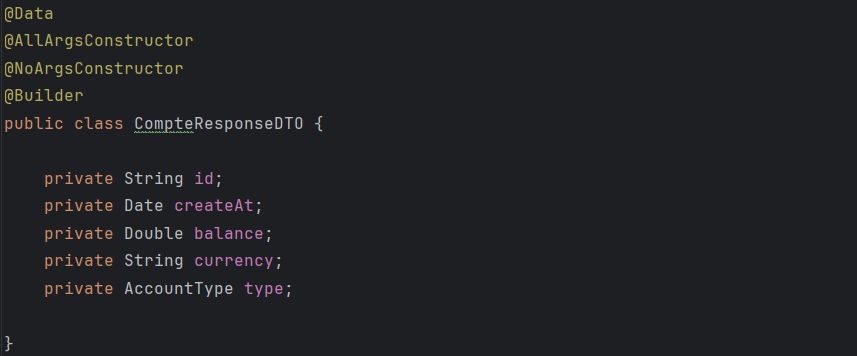 @Data
@AllArgsConstructor
@NoArgsConstructor
@Builder
public class CompteResponseDTO {
private String id;
private Date createAt;
private Double balance;
private String currency;
private AccountType type;
}